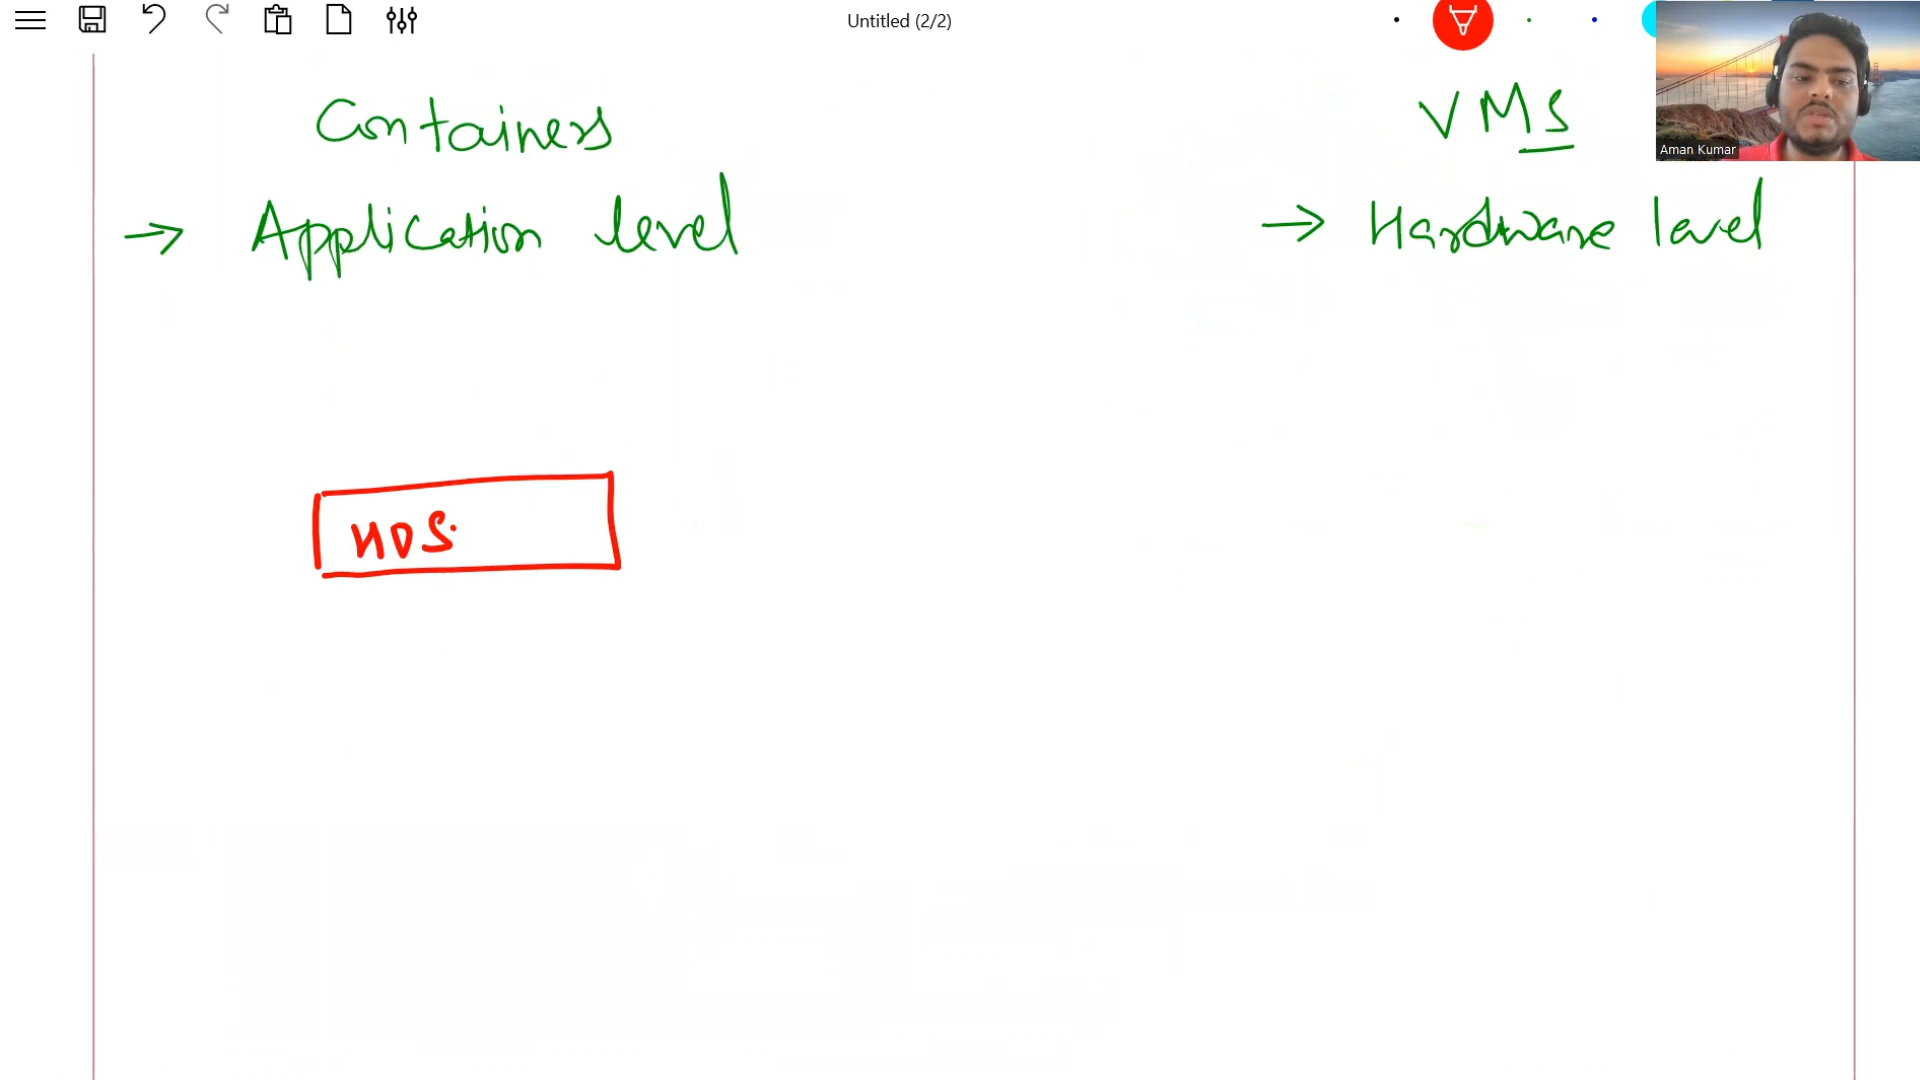 Untitled (2/2)
Containers
VMS
Aman Kumar
→ Application level
→ Hardware level
HOS.